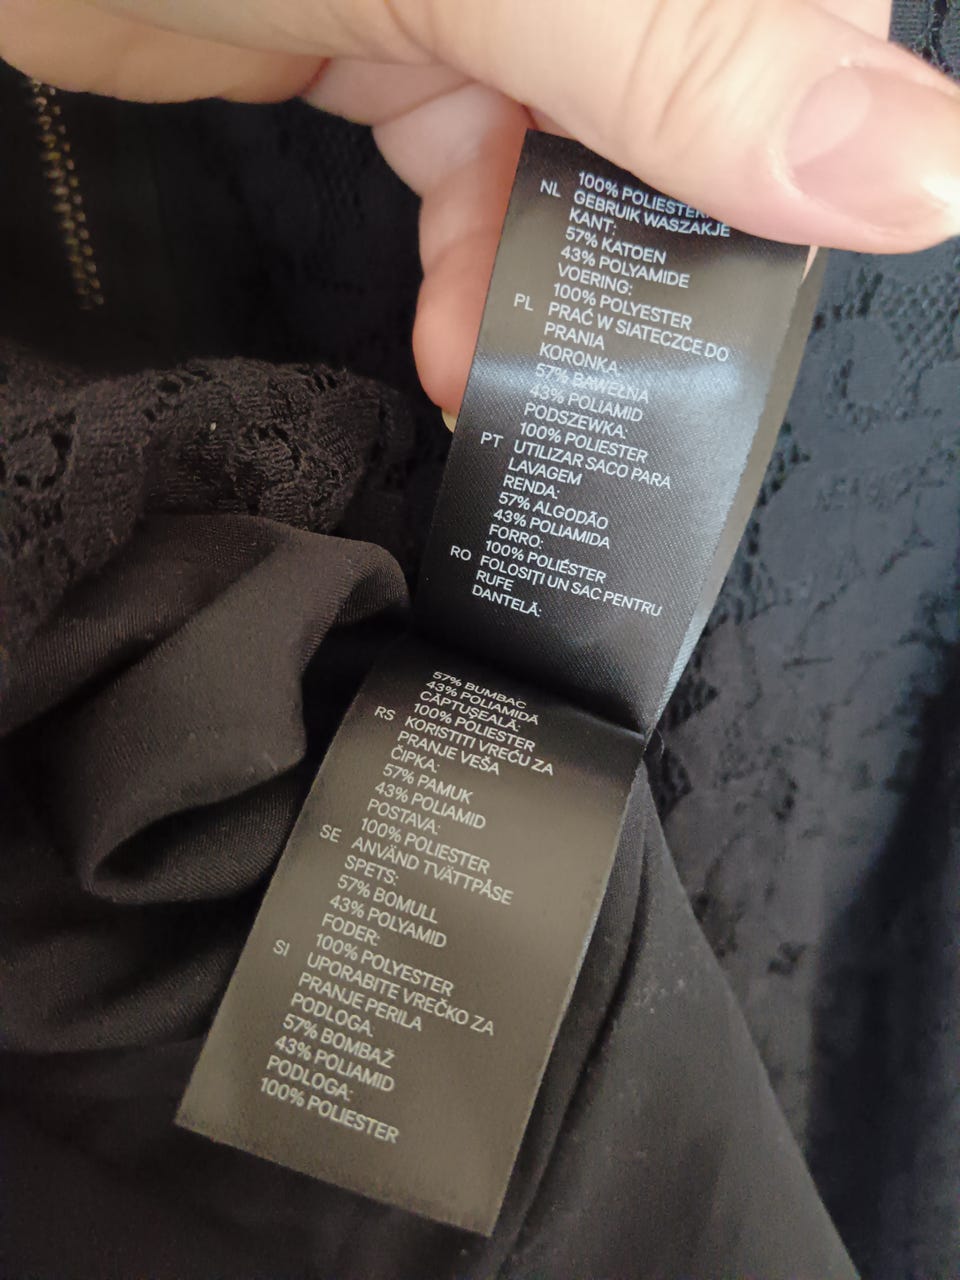 100% POLIESTER
NL GEBRUIK WASZAKJE
KANT:
57% KATOEN
43% POLYAMIDE
VOERING:
100% POLYESTER
PL PRAĆ W SIATECZCE DO
PRANIA
KORONKA:
57% BAWEŁNA
43% POLIAMID
PODSZEWKA:
100% POLIESTER
PT UTILIZAR SACO PARA
LAVAGEM
RENDA:
57% ALGODÃO
43% POLIAMIDA
FORRO:
100% POLIÉSTER
RO FOLOSIȚI UN SAC PENTRU
RUFE
DANTELĂ:
57% BUMBAC
43% POLIAMIDĂ
CĂPTUȘEALĂ:
100% POLIESTER
RS KORISTITI VREĆU ZA
PRANJE VEŠA
ČIPKA:
57% PAMUK
43% POLIAMID
POSTAVA:
100% POLIESTER
SE ANVÄND TVÄTTPÅSE
SPETS:
57% BOMULL
43% POLYAMID
FODER:
100% POLYESTER
SI UPORABITE VREČKO ZA
PRANJE PERILA
PODLOGA:
57% BOMBAŽ
43% POLIAMID
PODLOGA:
100% POLIESTER